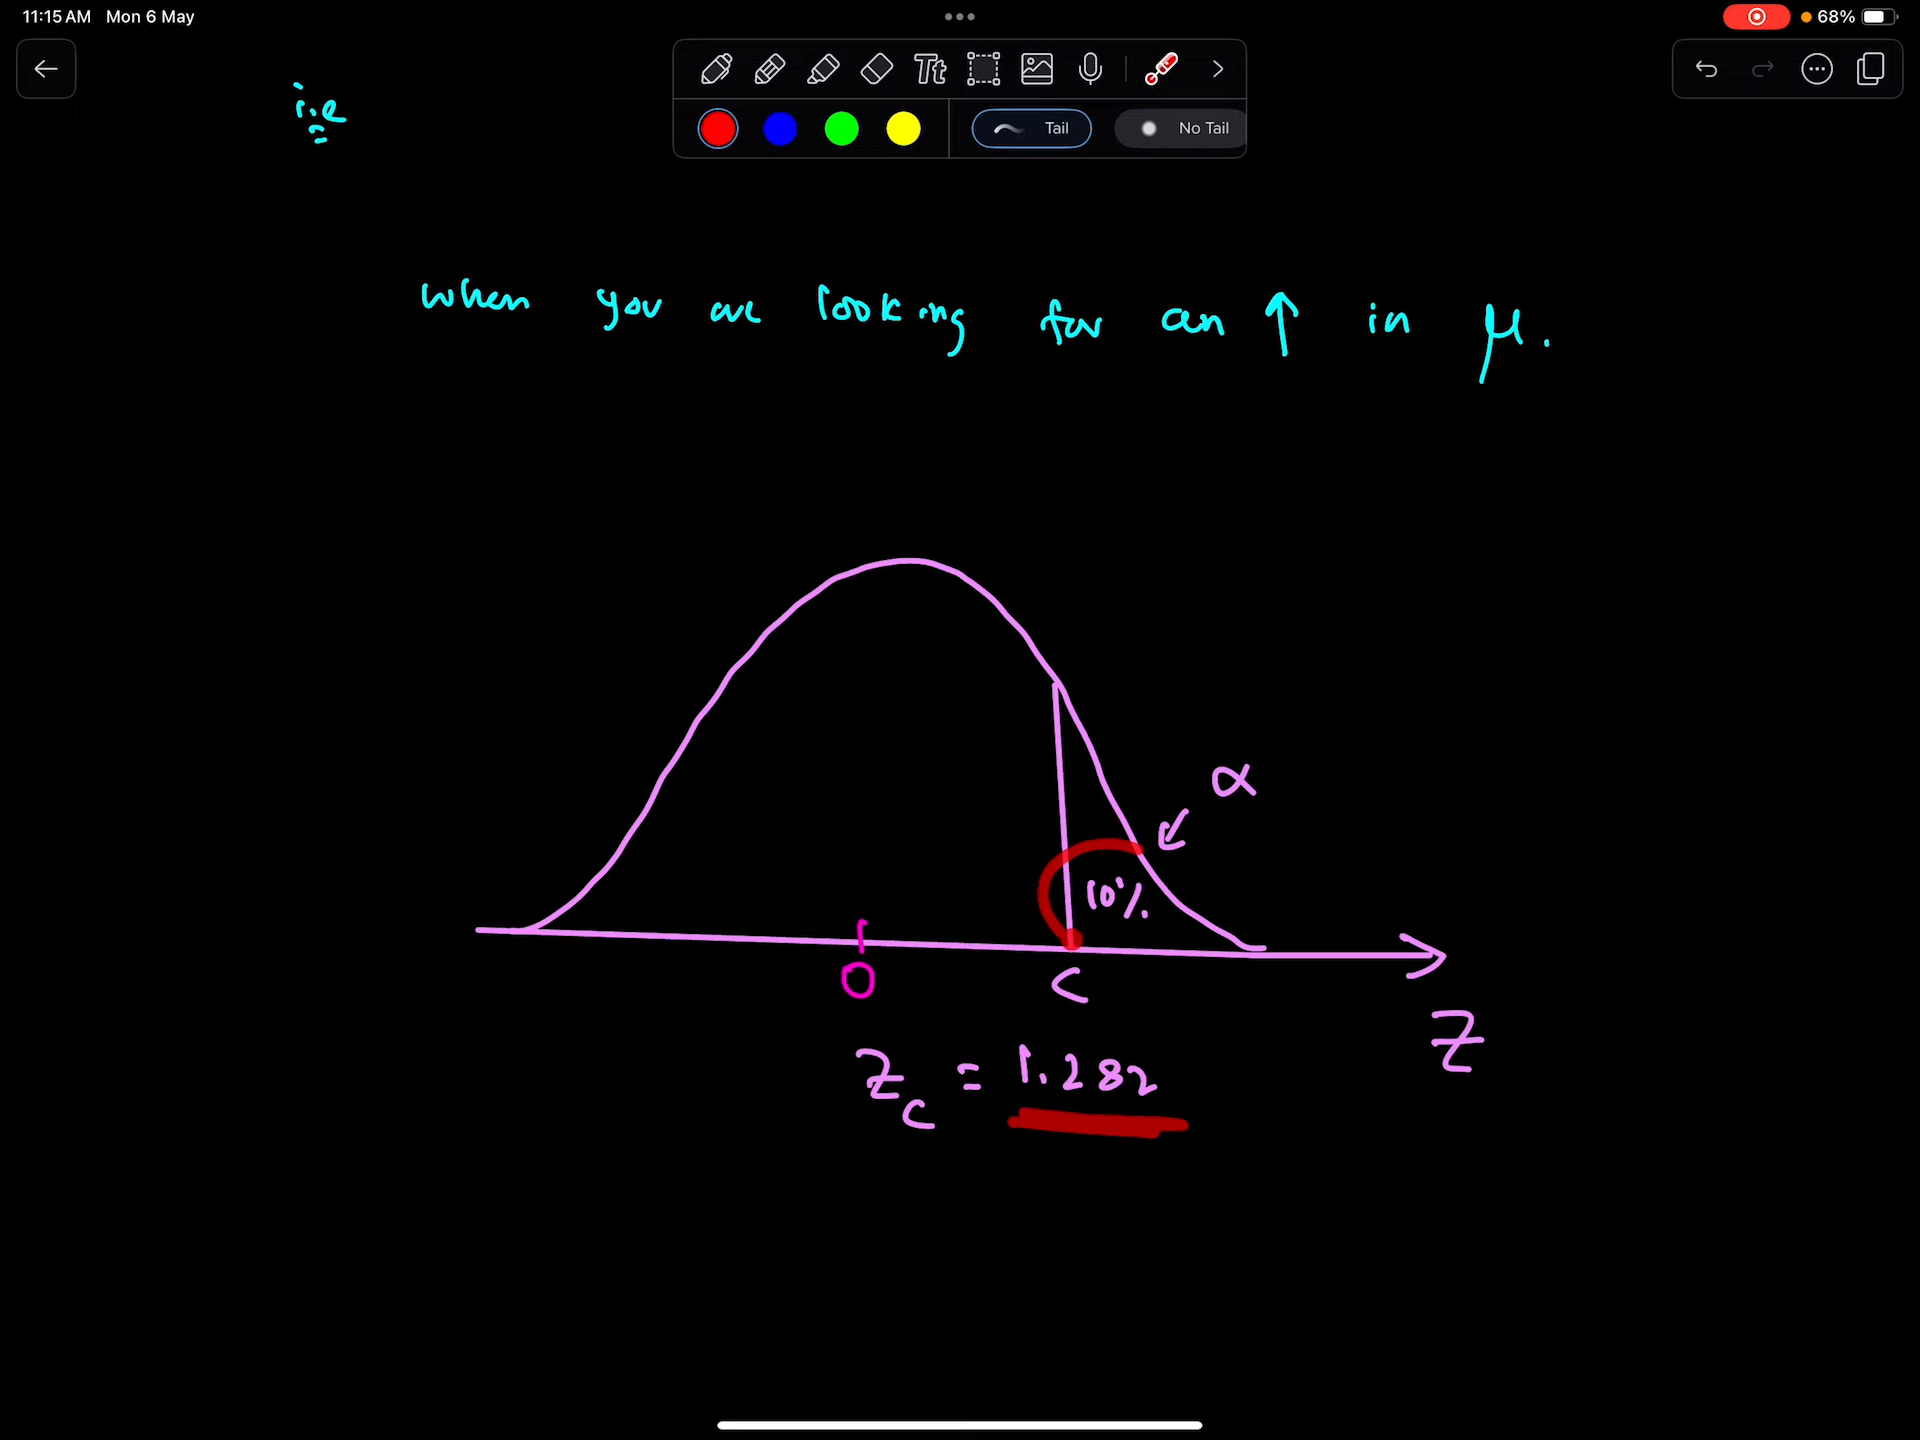 11:15 AM Mon 6 May
68%
Tt
Tail
No Tail
i.e
when you are looking for an ↑ in μ.
α
10%
0
C
Z
Zc = 1.282